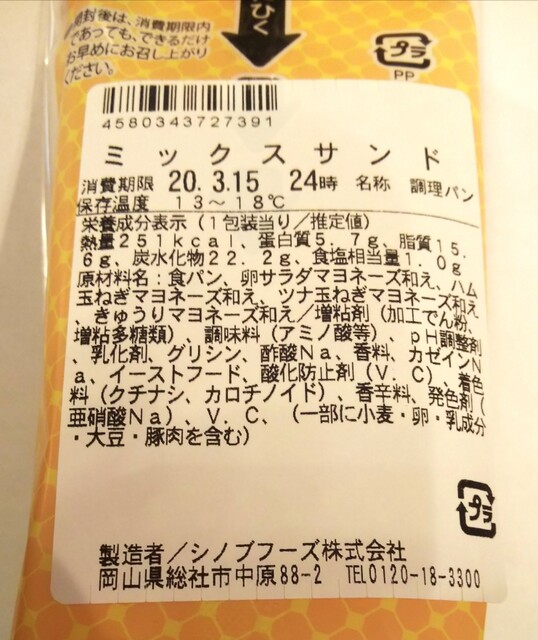 開封後は、消費期限内
であっても、できるだけ
お早めにお召し上がり
ください。
ひく
プラ
PP
4580343727391
ミックスサンド
消費期限 20. 3.15 24時 名称 調理パン
保存温度 13～18℃
栄養成分表示(1包装当り/推定値)
熱量251kcal、蛋白質5.7g、脂質15.
6g、炭水化物22.2g、食塩相当量1.0g
原材料名:食パン、卵サラダマヨネーズ和え、ハム
玉ねぎマヨネーズ和え、ツナ玉ねぎマヨネーズ和え
、きゅうりマヨネーズ和え/増粘剤(加工でん粉、
増粘多糖類)、調味料(アミノ酸等)、pH調整剤
、乳化剤、グリシン、酢酸Na、香料、カゼインN
a、イーストフード、酸化防止剤(V.C)、着色
料(クチナシ、カロチノイド)、香辛料、発色剤(
亜硝酸Na)、V.C、(一部に小麦・卵・乳成分
・大豆・豚肉を含む)
プラ
製造者/シノブフーズ株式会社
岡山県総社市中原88-2 TEL0120-18-3300